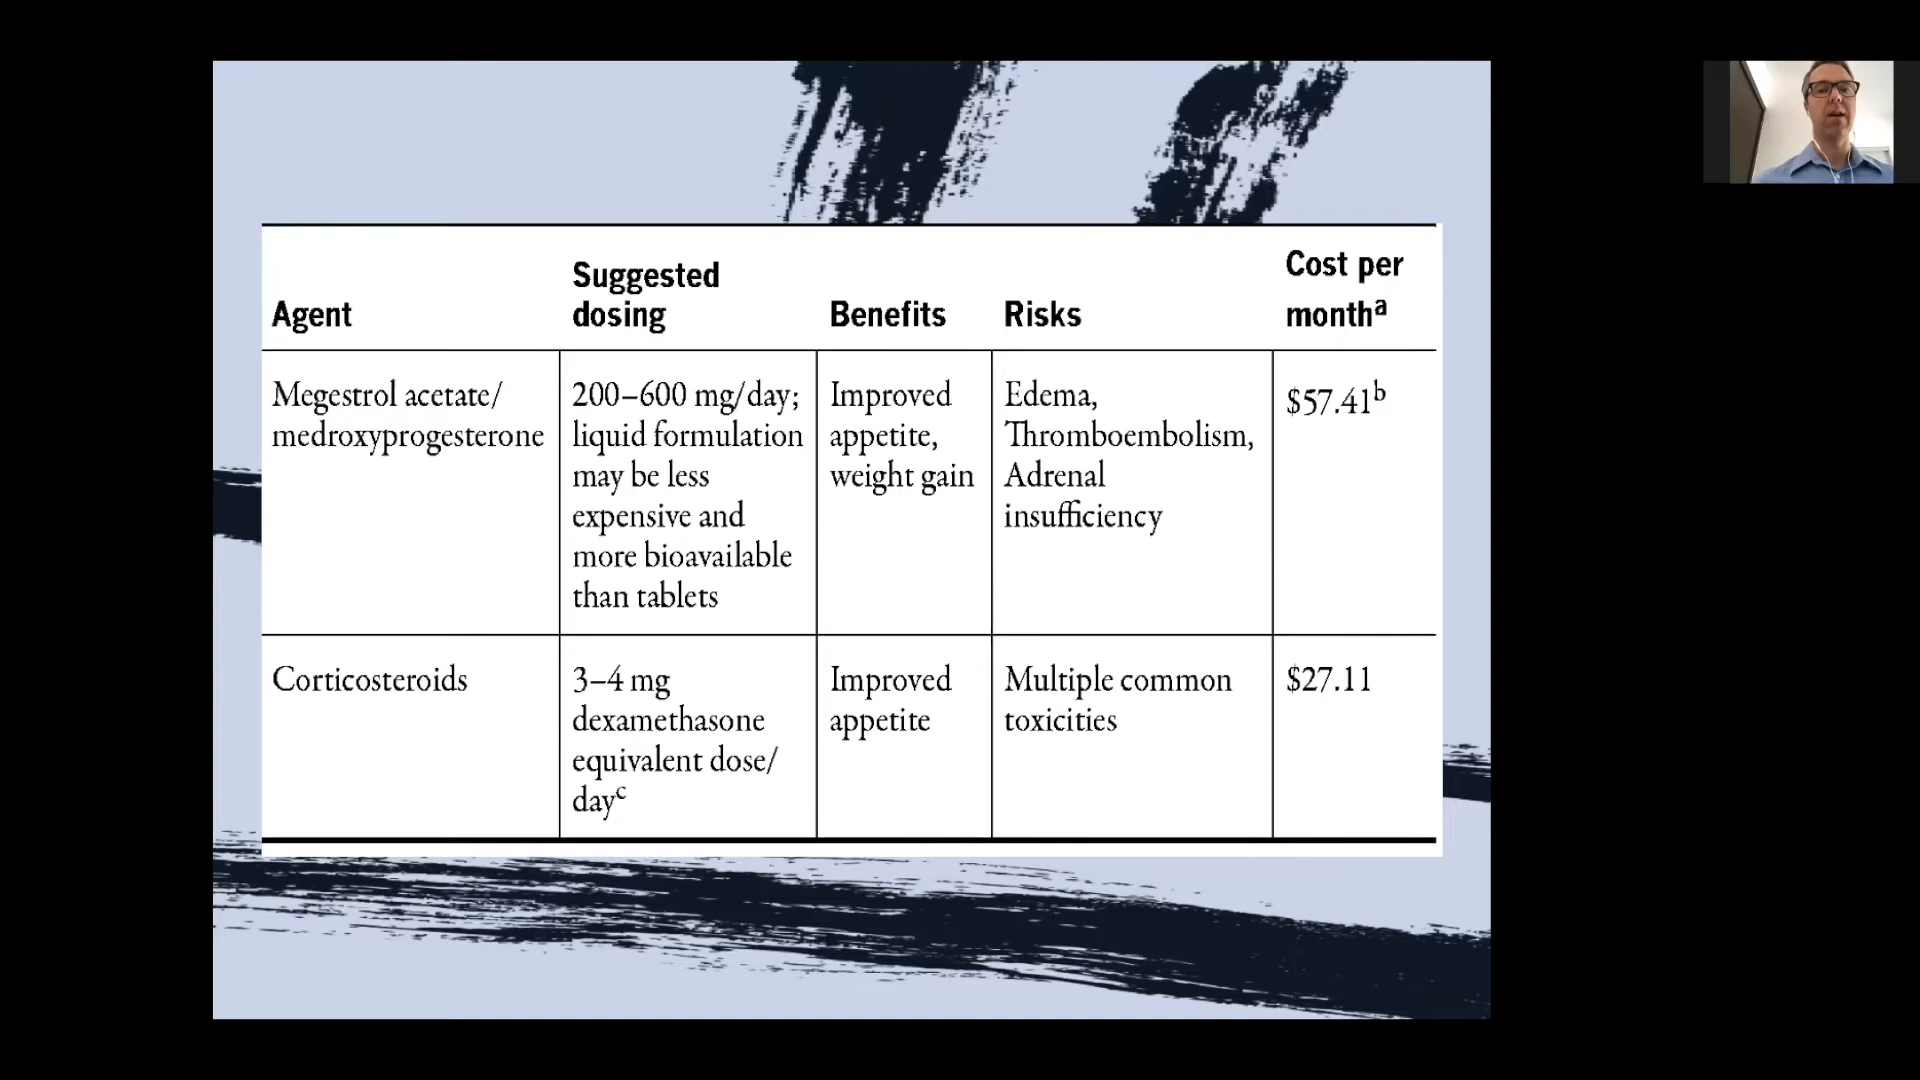 Agent
Suggested
dosing
Benefits
Risks
Cost per
monthᵃ
Megestrol acetate/
medroxyprogesterone
200–600 mg/day;
liquid formulation
may be less
expensive and
more bioavailable
than tablets
Improved
appetite,
weight gain
Edema,
Thromboembolism,
Adrenal
insufficiency
$57.41ᵇ
Corticosteroids
3–4 mg
dexamethasone
equivalent dose/
dayᶜ
Improved
appetite
Multiple common
toxicities
$27.11